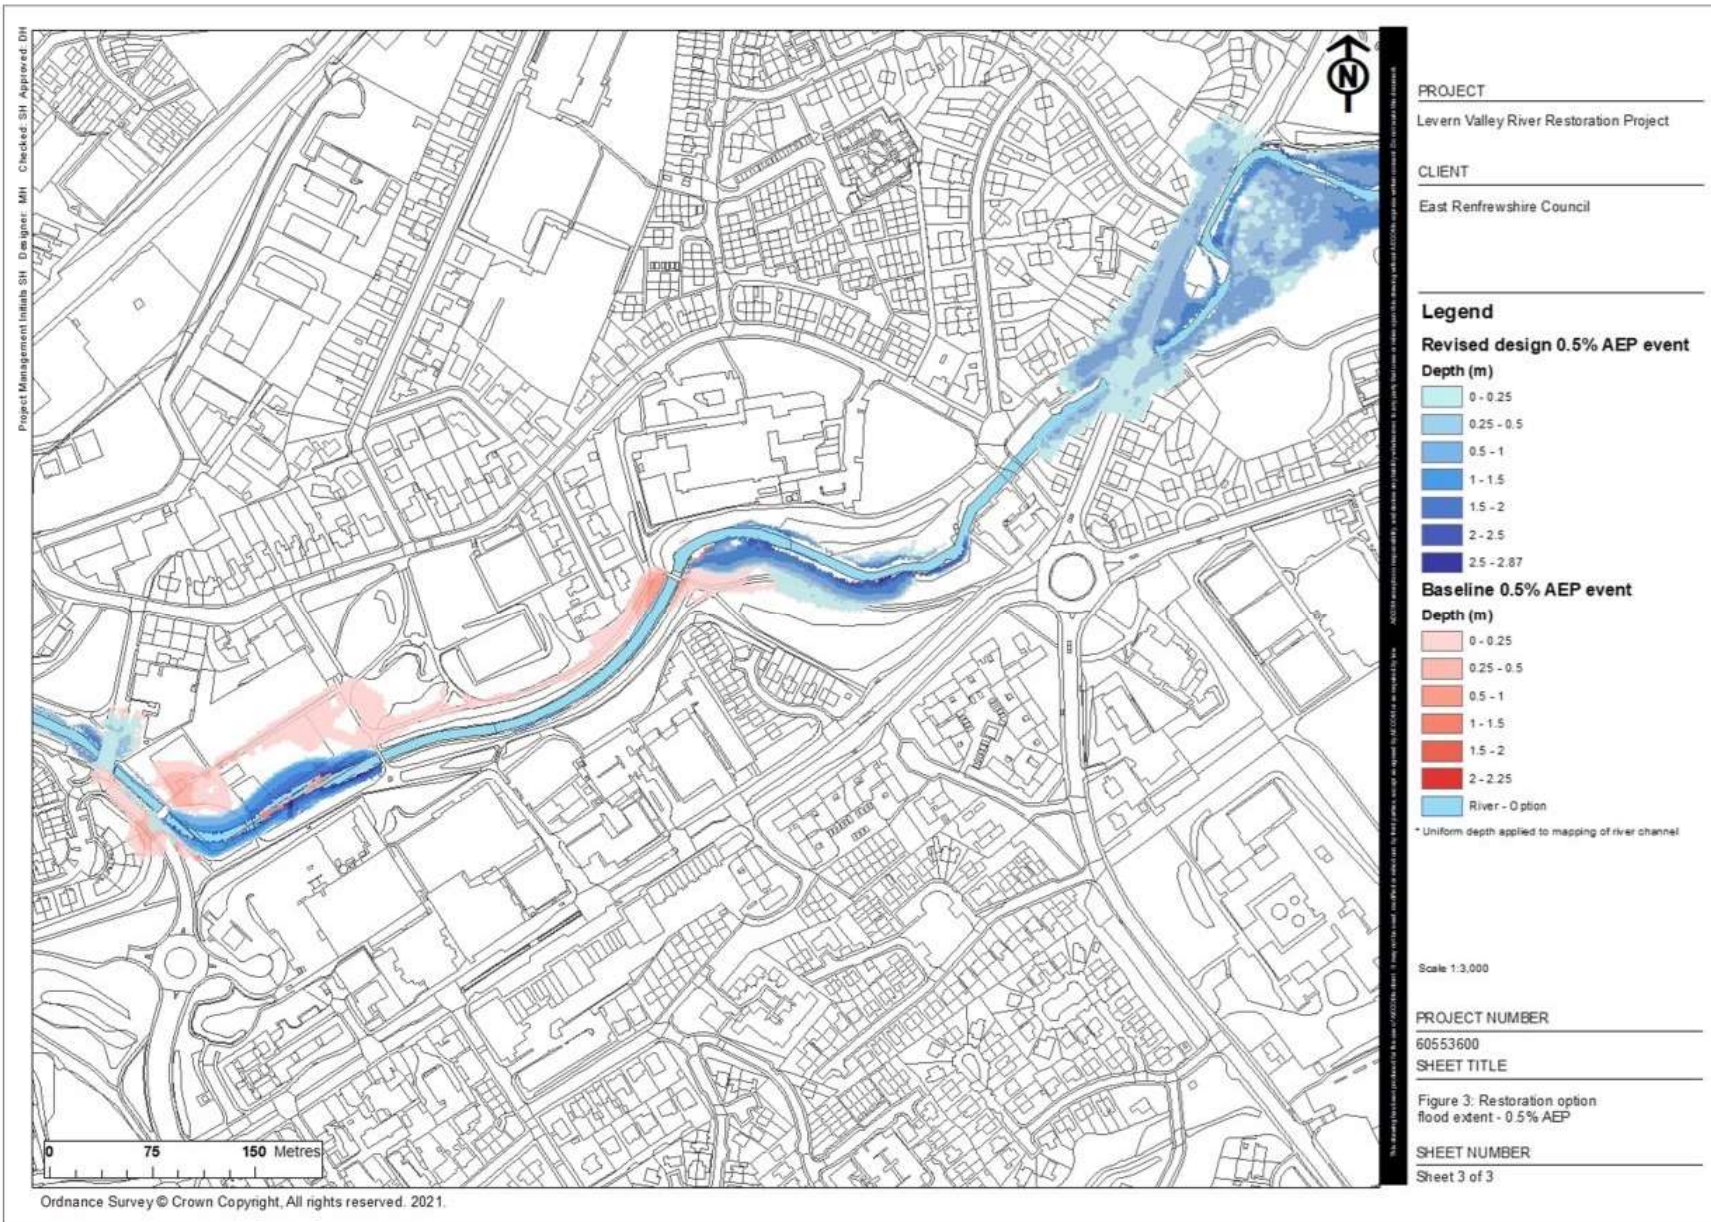 Project Management Initials SH Designer: MH Checked: SH Approved: DH
N
PROJECT
Levern Valley River Restoration Project
CLIENT
East Renfrewshire Council
Legend
Revised design 0.5% AEP event
Depth (m)
0 - 0.25
0.25 - 0.5
0.5 - 1
1 - 1.5
1.5 - 2
2 - 2.5
2.5 - 2.87
Baseline 0.5% AEP event
Depth (m)
0 - 0.25
0.25 - 0.5
0.5 - 1
1 - 1.5
1.5 - 2
2 - 2.25
River - Option
* Uniform depth applied to mapping of river channel
Scale 1:3,000
PROJECT NUMBER
60553600
SHEET TITLE
Figure 3: Restoration option
flood extent - 0.5% AEP
SHEET NUMBER
Sheet 3 of 3
0 75 150 Metres
Ordnance Survey © Crown Copyright, All rights reserved. 2021.